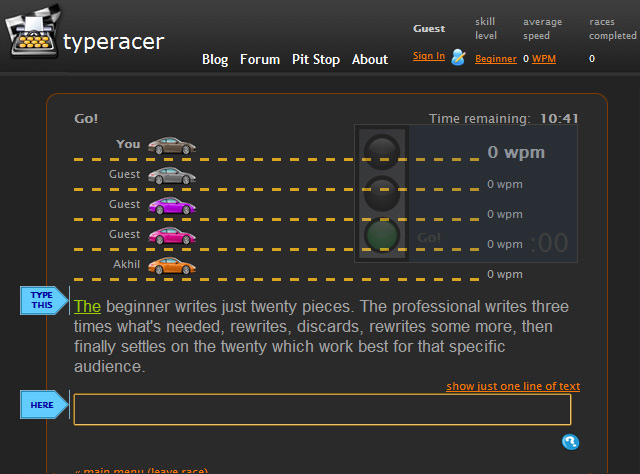 typeracer
Blog Forum Pit Stop About
Guest
Sign In
skill level
Beginner
average speed
0 WPM
races completed
0
Go!
Time remaining: 10:41
You 0 wpm
Guest 0 wpm
Guest 0 wpm
Guest 0 wpm
Akhil 0 wpm
Go! :00
TYPE
THIS
The beginner writes just twenty pieces. The professional writes three
times what's needed, rewrites, discards, rewrites some more, then
finally settles on the twenty which work best for that specific
audience.
show just one line of text
HERE
« main menu (leave race)